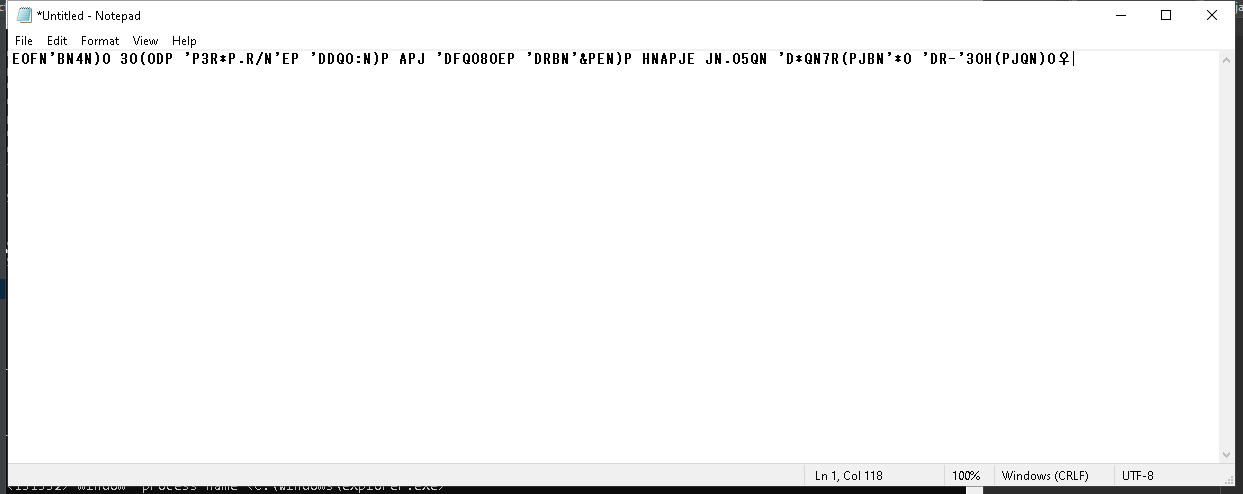 *Untitled - Notepad
File Edit Format View Help
EOFN'BN4N)O 3O(ODP 'P3R*P.R/N'EP 'DDQO:N)P APJ 'DFQO8OEP 'DRBN'&PEN)P HNAPJE JN.O5QN 'D*QN7R(PJBN'*O 'DR-'3OH(PJQN)O♀
Ln 1, Col 118 100% Windows (CRLF) UTF-8